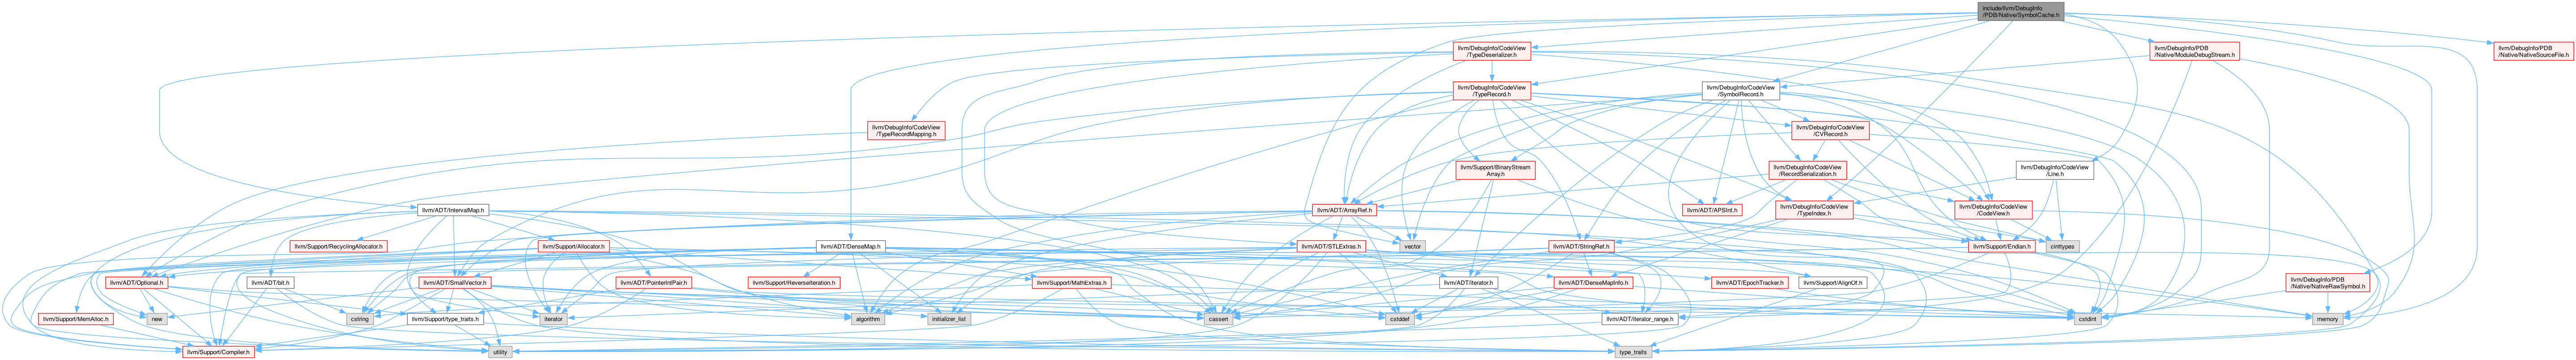 include/llvm/DebugInfo
/PDB/Native/SymbolCache.h
llvm/DebugInfo/CodeView
/TypeDeserializer.h
llvm/DebugInfo/PDB
/Native/ModuleDebugStream.h
llvm/DebugInfo/PDB
/Native/NativeSourceFile.h
llvm/DebugInfo/CodeView
/TypeRecord.h
llvm/DebugInfo/CodeView
/SymbolRecord.h
llvm/DebugInfo/CodeView
/TypeRecordMapping.h
llvm/DebugInfo/CodeView
/CVRecord.h
llvm/Support/BinaryStream
Array.h
llvm/DebugInfo/CodeView
/RecordSerialization.h
llvm/DebugInfo/CodeView
/Line.h
llvm/ADT/IntervalMap.h
llvm/ADT/ArrayRef.h
llvm/ADT/APSInt.h
llvm/DebugInfo/CodeView
/TypeIndex.h
llvm/DebugInfo/CodeView
/CodeView.h
llvm/Support/RecyclingAllocator.h
llvm/Support/Allocator.h
llvm/ADT/DenseMap.h
llvm/ADT/STLExtras.h
vector
llvm/ADT/StringRef.h
llvm/Support/Endian.h
cinttypes
llvm/ADT/Optional.h
llvm/ADT/bit.h
llvm/ADT/SmallVector.h
llvm/ADT/PointerIntPair.h
llvm/Support/ReverseIteration.h
llvm/Support/MathExtras.h
llvm/ADT/iterator.h
llvm/ADT/DenseMapInfo.h
llvm/ADT/EpochTracker.h
llvm/Support/AlignOf.h
llvm/DebugInfo/PDB
/Native/NativeRawSymbol.h
llvm/Support/MemAlloc.h
new
cstring
llvm/Support/type_traits.h
iterator
algorithm
initializer_list
cassert
cstddef
llvm/ADT/iterator_range.h
cstdint
memory
llvm/Support/Compiler.h
utility
type_traits